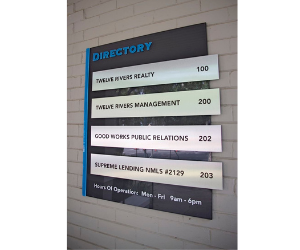 DIRECTORY
TWELVE RIVERS REALTY 100
TWELVE RIVERS MANAGEMENT 200
GOOD WORKS PUBLIC RELATIONS 202
SUPREME LENDING NMLS #2129 203
Hours Of Operation: Mon - Fri 9am - 6pm